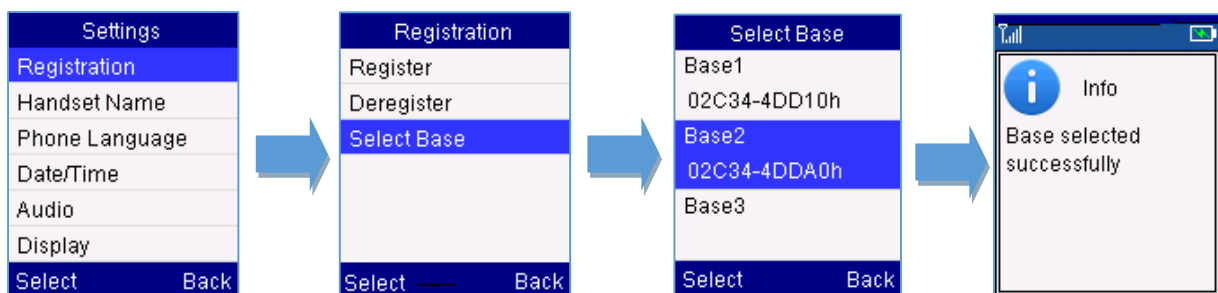 Settings
Registration
Handset Name
Phone Language
Date/Time
Audio
Display
Select Back
Registration
Register
Deregister
Select Base
Select Back
Select Base
Base1
02C34-4DD10h
Base2
02C34-4DDA0h
Base3
Select Back
Info
Base selected
successfully